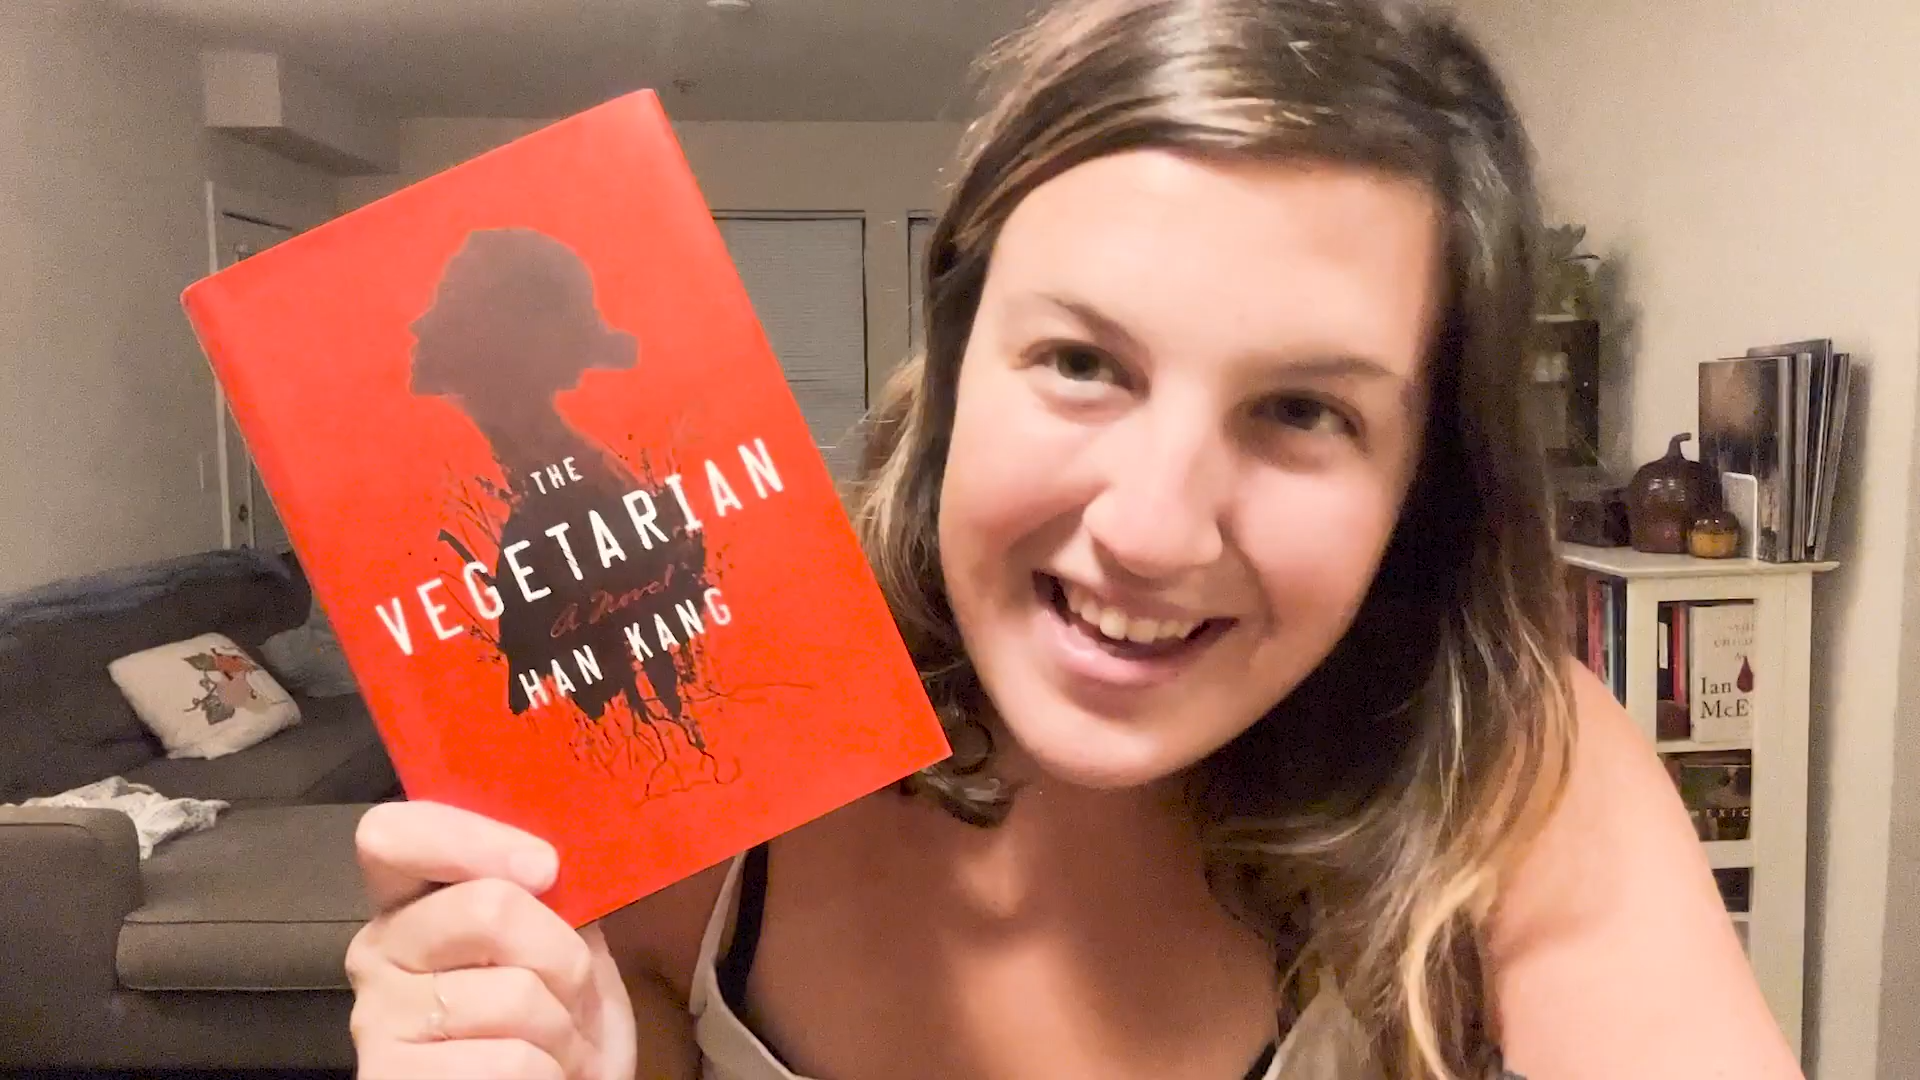 THE
VEGETARIAN
A Novel
HAN KANG
Ian
McE